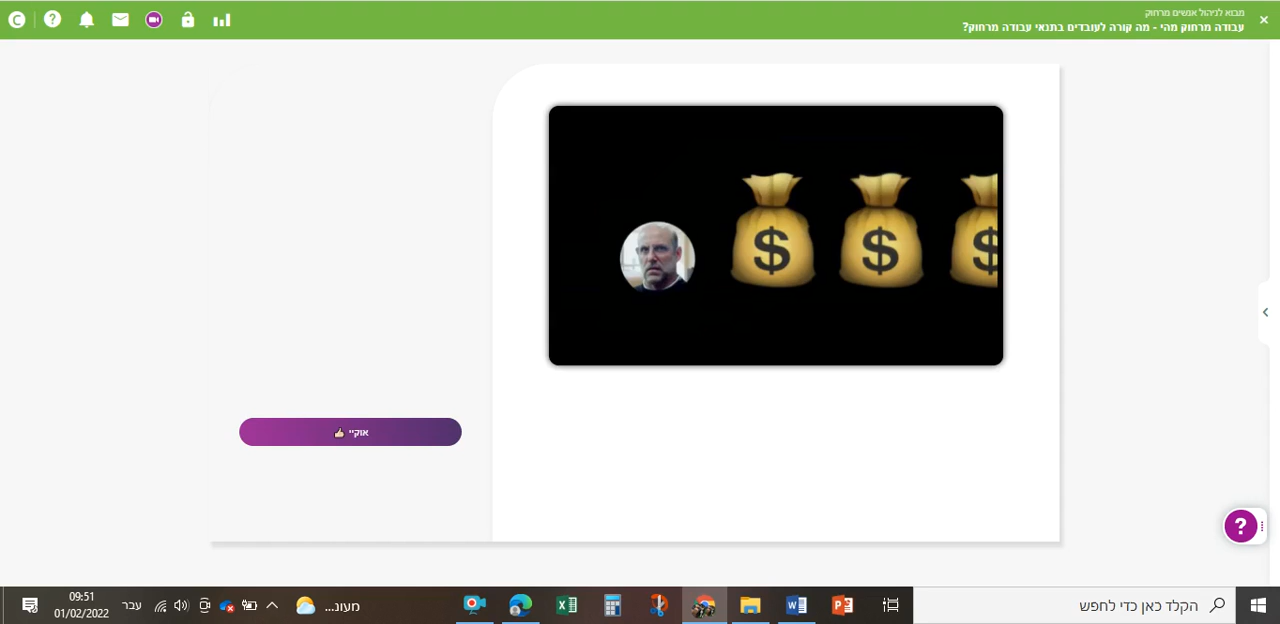 מבוא לניהול אנשים מרחוק
עבודה מרחוק מהי - מה קורה לעובדים בתנאי עבודה מרחוק?
$ $ $
אוקיי
?
הקלד כאן כדי לחפש
מעונ...
עבר
09:51
01/02/2022